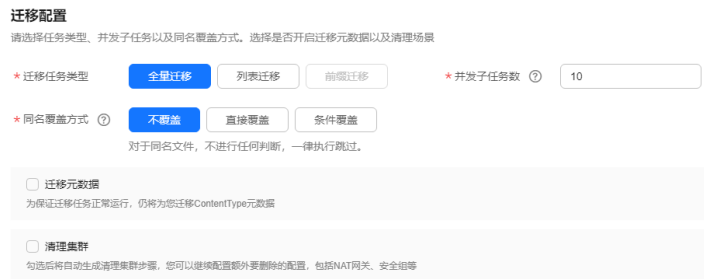 迁移配置
请选择任务类型、并发子任务以及同名覆盖方式。选择是否开启迁移元数据以及清理场景
* 迁移任务类型 全量迁移 列表迁移 前缀迁移 * 并发子任务数 ? 10
* 同名覆盖方式 ? 不覆盖 直接覆盖 条件覆盖
对于同名文件，不进行任何判断，一律执行跳过。
迁移元数据
为保证迁移任务正常运行，仍将为您迁移ContentType元数据
清理集群
勾选后将自动生成清理集群步骤，您可以继续配置额外要删除的配置，包括NAT网关、安全组等